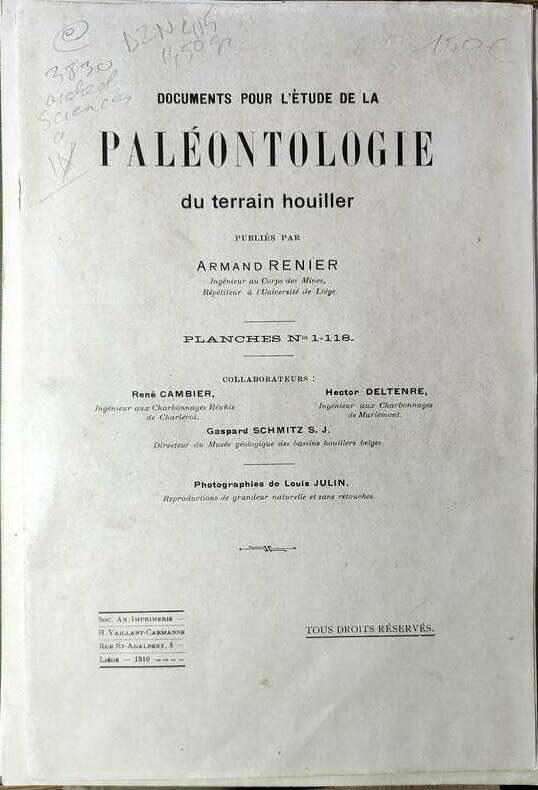 3830
Sciences
150€
DOCUMENTS POUR L'ÉTUDE DE LA
PALÉONTOLOGIE
du terrain houiller
PUBLIÉS PAR
ARMAND RENIER
Ingénieur au Corps des Mines,
Répétiteur à l'Université de Liége.
PLANCHES Nos 1-118.
COLLABORATEURS :
René CAMBIER,
Ingénieur aux Charbonnages Réunis
de Charleroi.
Hector DELTENRE,
Ingénieur aux Charbonnages
de Mariemont.
Gaspard SCHMITZ S. J.
Directeur du Musée géologique des bassins houillers belges.
Photographies de Louis JULIN.
Reproductions de grandeur naturelle et sans retouches.
SOC. AN. IMPRIMERIE —
H. VAILLANT-CARMANNE
RUE ST-ADALBERT, 8 —
LIÉGE — 1910 — — — —
TOUS DROITS RÉSERVÉS.